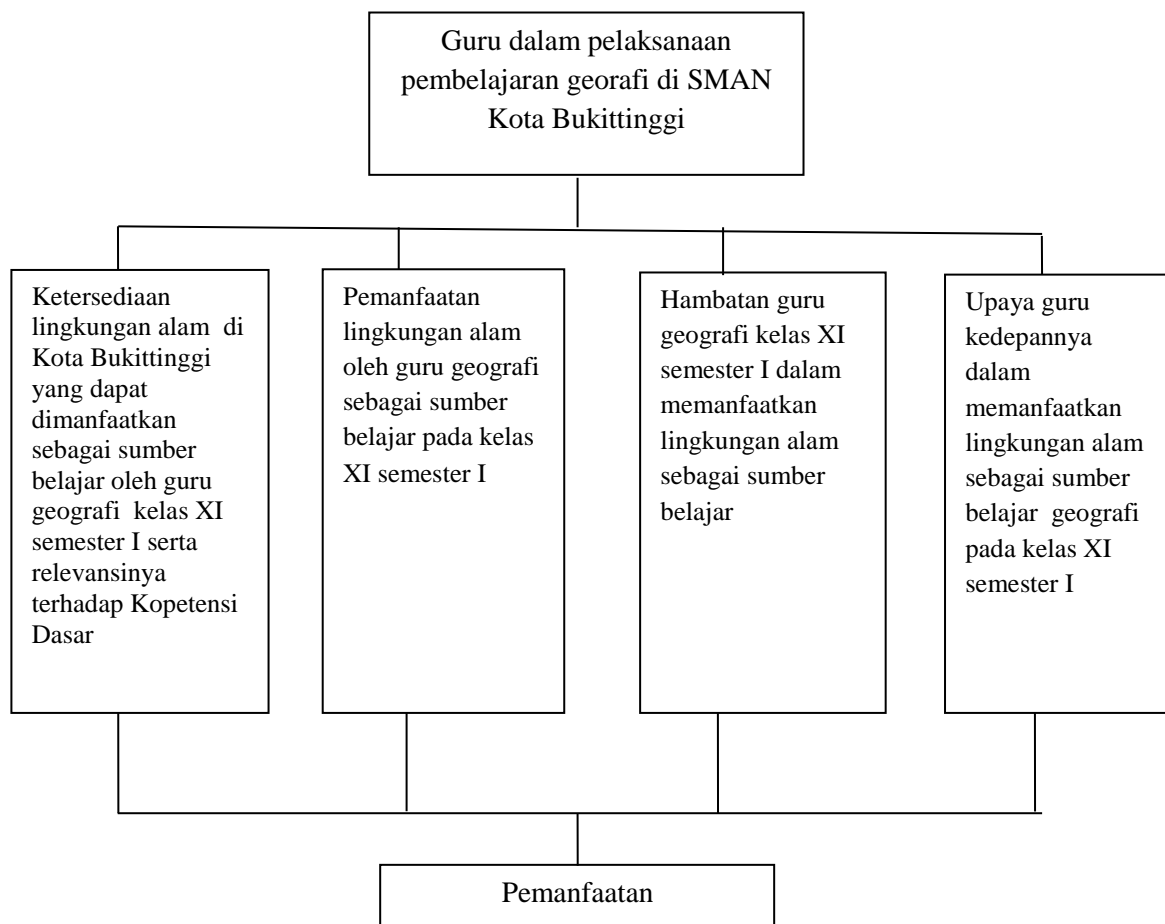 Guru dalam pelaksanaan
pembelajaran georafi di SMAN
Kota Bukittinggi
Ketersediaan
lingkungan alam di
Kota Bukittinggi
yang dapat
dimanfaatkan
sebagai sumber
belajar oleh guru
geografi kelas XI
semester I serta
relevansinya
terhadap Kopetensi
Dasar
Pemanfaatan
lingkungan alam
oleh guru geografi
sebagai sumber
belajar pada kelas
XI semester I
Hambatan guru
geografi kelas XI
semester I dalam
memanfaatkan
lingkungan alam
sebagai sumber
belajar
Upaya guru
kedepannya
dalam
memanfaatkan
lingkungan alam
sebagai sumber
belajar geografi
pada kelas XI
semester I
Pemanfaatan